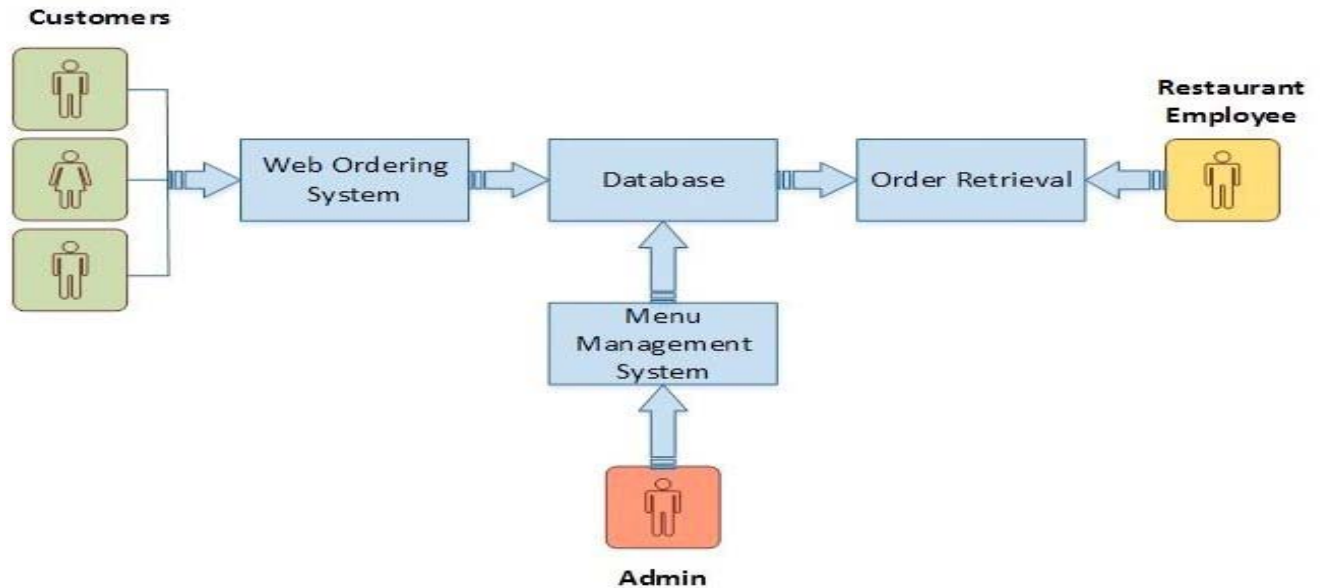 Customers
Restaurant
Employee
Web Ordering
System
Database
Order Retrieval
Menu
Management
System
Admin